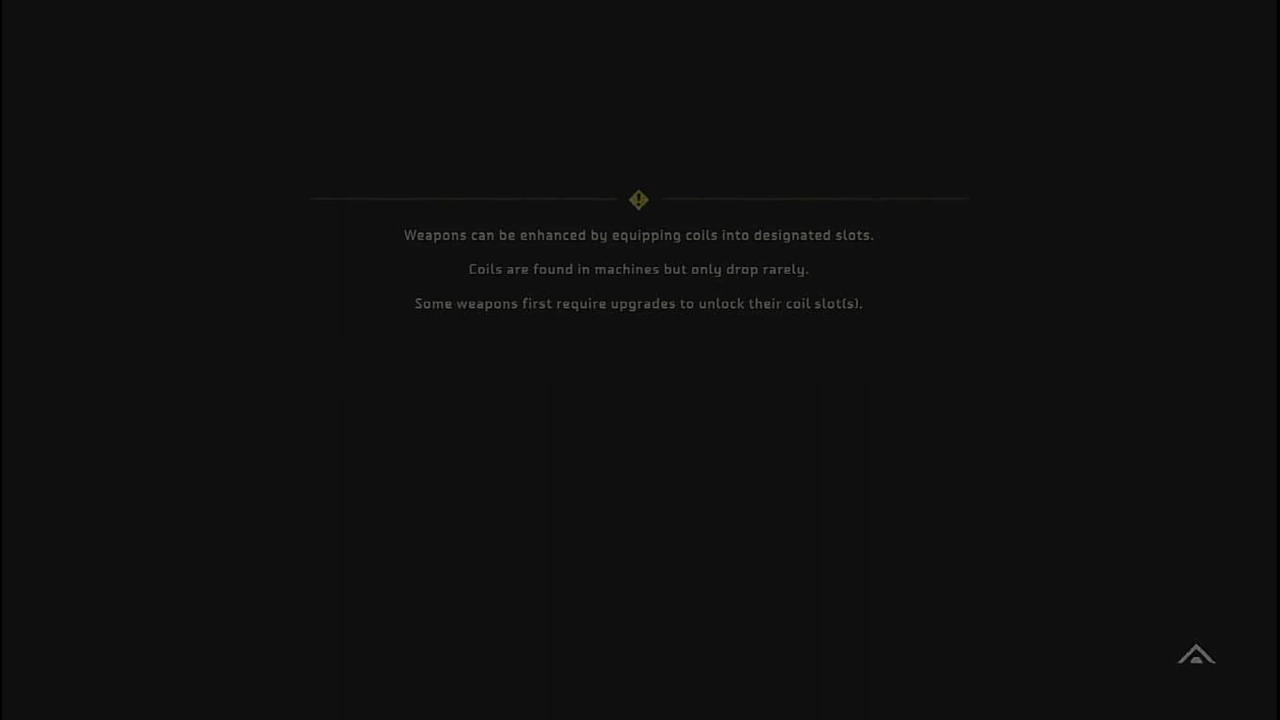 Weapons can be enhanced by equipping coils into designated slots.
Coils are found in machines but only drop rarely.
Some weapons first require upgrades to unlock their coil slot(s).